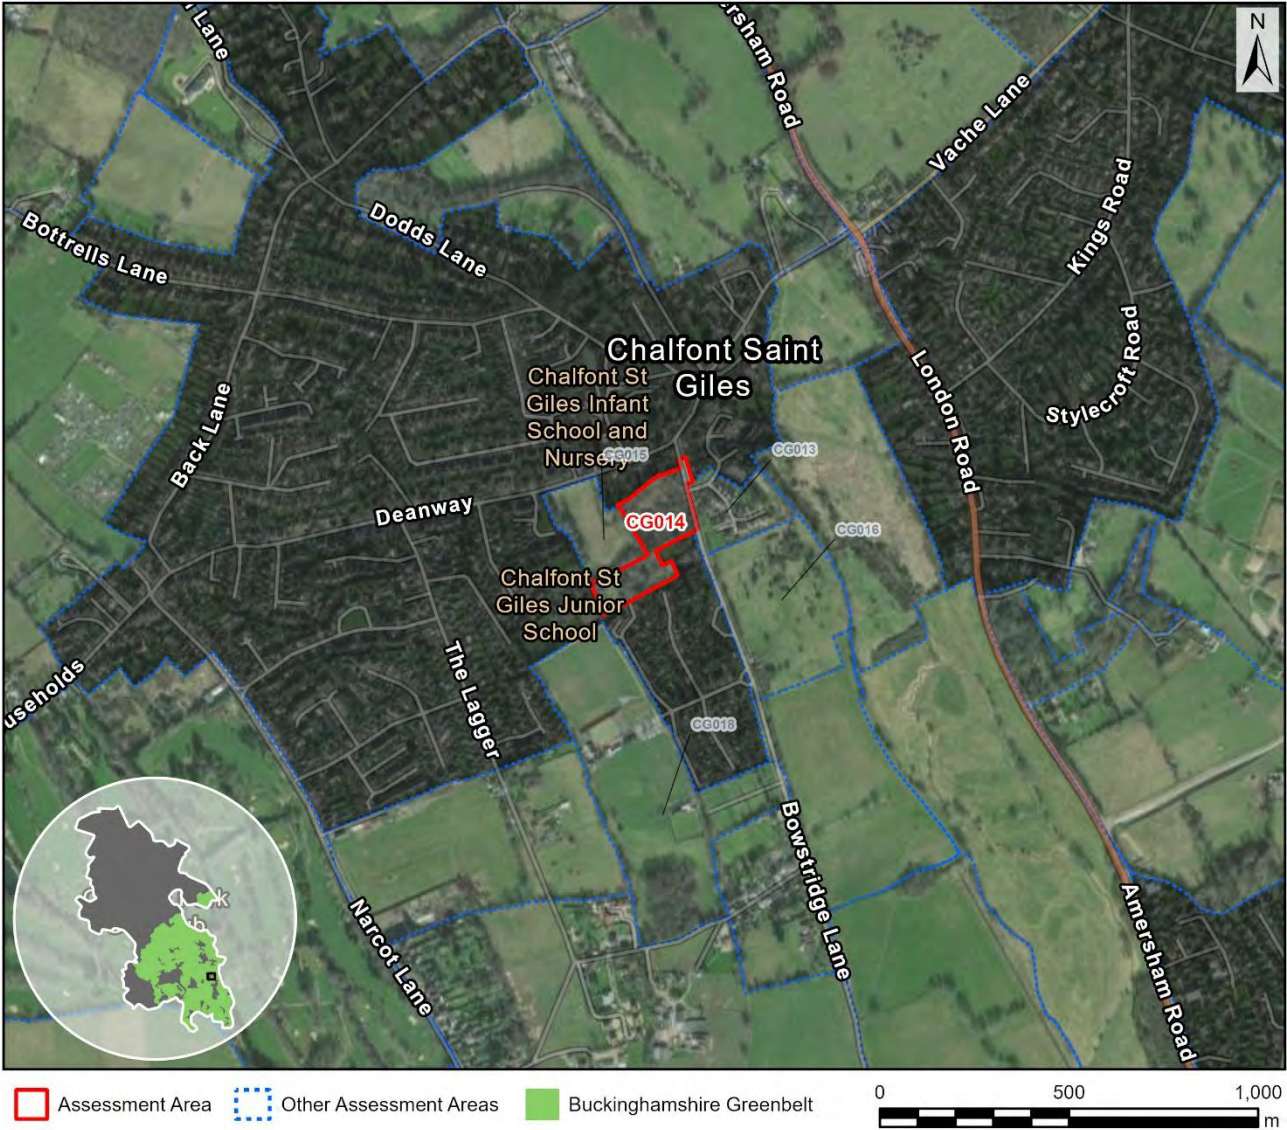 N
Lane
ersham Road
Vache Lane
Kings Road
Bottrells Lane
Dodds Lane
Stylecroft Road
Chalfont Saint
Giles
London Road
Chalfont St
Giles Infant
School and
Nursery
CG015
CG013
Back Lane
Deanway
CG014
CG016
Chalfont St
Giles Junior
School
The Lagger
useholds
CG018
Bowstridge Lane
Narcot Lane
Amersham Road
k
Assessment Area
Other Assessment Areas
Buckinghamshire Greenbelt
0
500
1,000
m